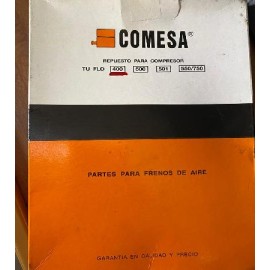 COMESA®
REPUESTO PARA COMPRESOR
TU FLO 400 500 501 550/750
PARTES PARA FRENOS DE AIRE
GARANTIA EN CALIDAD Y PRECIO